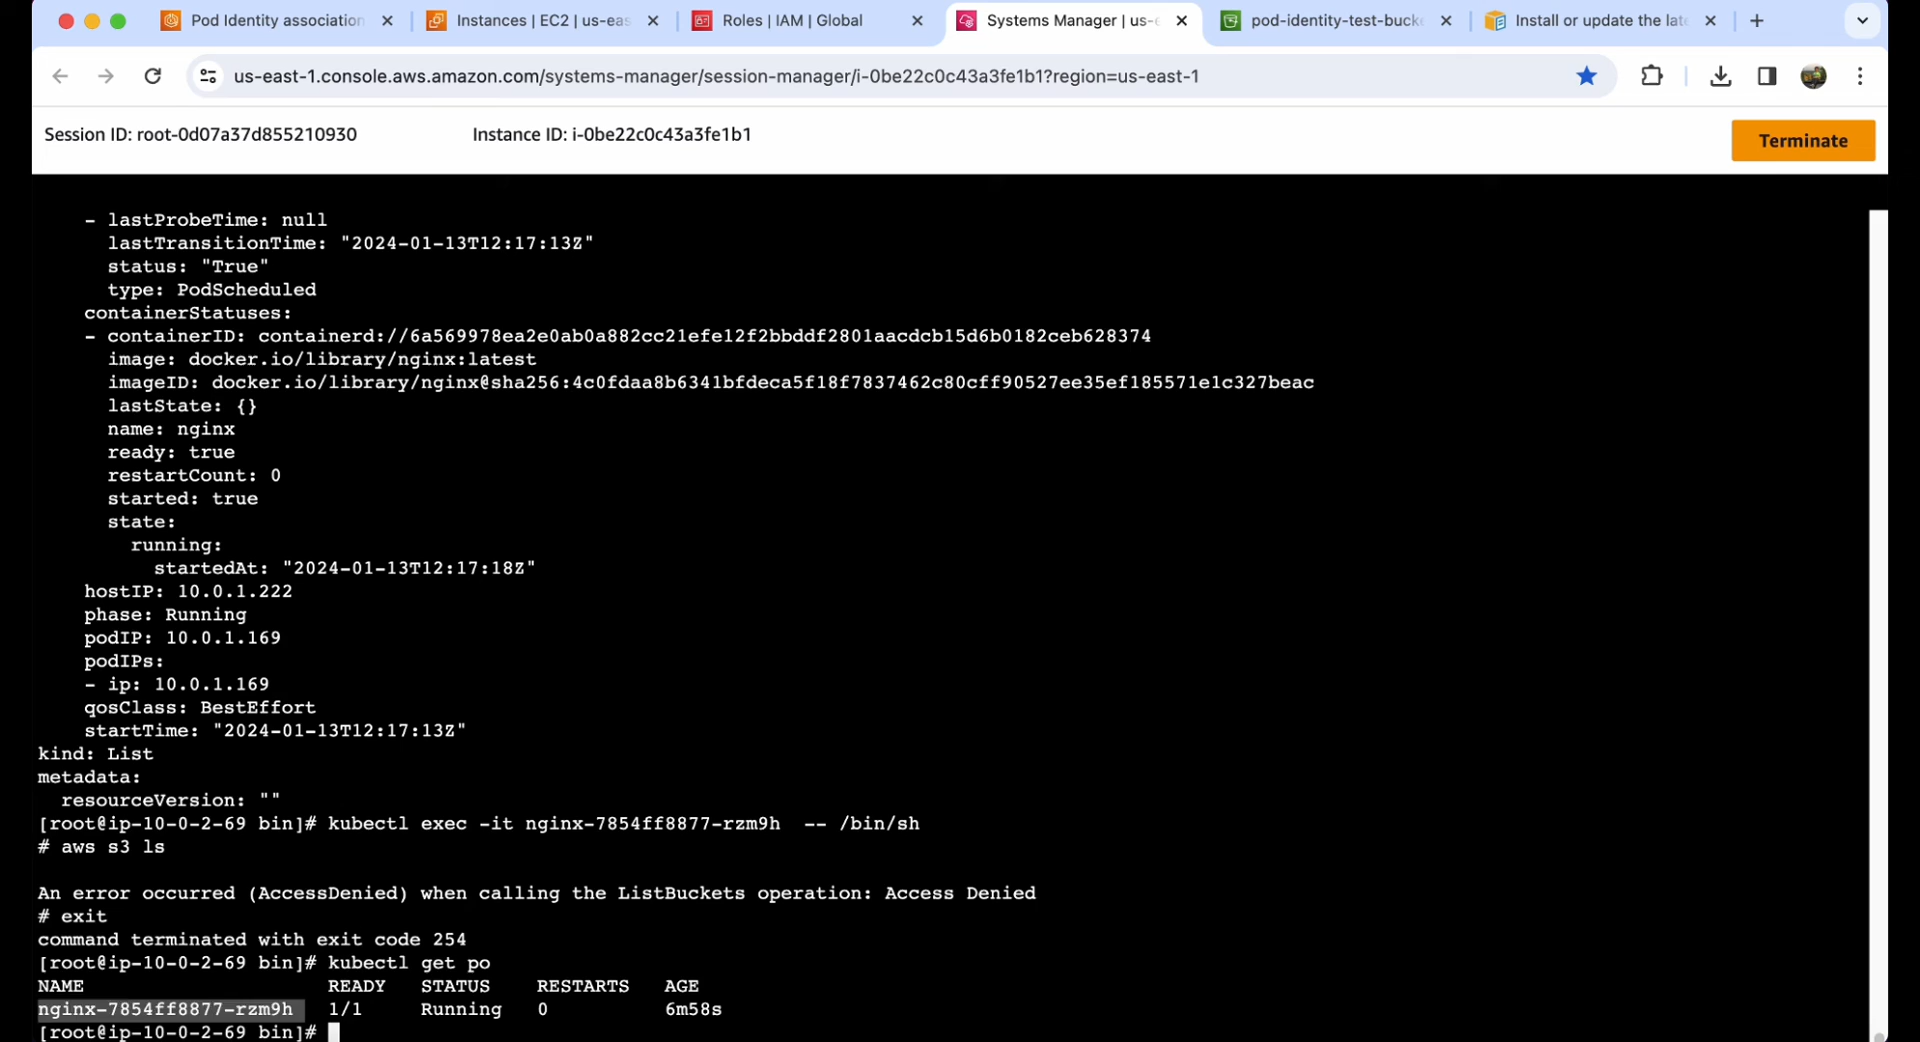 Pod Identity association
Instances | EC2 | us-eas
Roles | IAM | Global
Systems Manager | us-e
pod-identity-test-bucke
Install or update the late
us-east-1.console.aws.amazon.com/systems-manager/session-manager/i-0be22c0c43a3fe1b1?region=us-east-1
Session ID: root-0d07a37d855210930
Instance ID: i-0be22c0c43a3fe1b1
Terminate
- lastProbeTime: null
lastTransitionTime: "2024-01-13T12:17:13Z"
status: "True"
type: PodScheduled
containerStatuses:
- containerID: containerd://6a569978ea2e0ab0a882cc21efe12f2bbddf2801aacdcb15d6b0182ceb628374
image: docker.io/library/nginx:latest
imageID: docker.io/library/nginx@sha256:4c0fdaa8b6341bfdeca5f18f7837462c80cff90527ee35ef185571e1c327beac
lastState: {}
name: nginx
ready: true
restartCount: 0
started: true
state:
running:
startedAt: "2024-01-13T12:17:18Z"
hostIP: 10.0.1.222
phase: Running
podIP: 10.0.1.169
podIPs:
- ip: 10.0.1.169
qosClass: BestEffort
startTime: "2024-01-13T12:17:13Z"
kind: List
metadata:
resourceVersion: ""
[root@ip-10-0-2-69 bin]# kubectl exec -it nginx-7854ff8877-rzm9h  -- /bin/sh
# aws s3 ls
An error occurred (AccessDenied) when calling the ListBuckets operation: Access Denied
# exit
command terminated with exit code 254
[root@ip-10-0-2-69 bin]# kubectl get po
NAME READY STATUS RESTARTS AGE
nginx-7854ff8877-rzm9h 1/1 Running 0 6m58s
[root@ip-10-0-2-69 bin]#